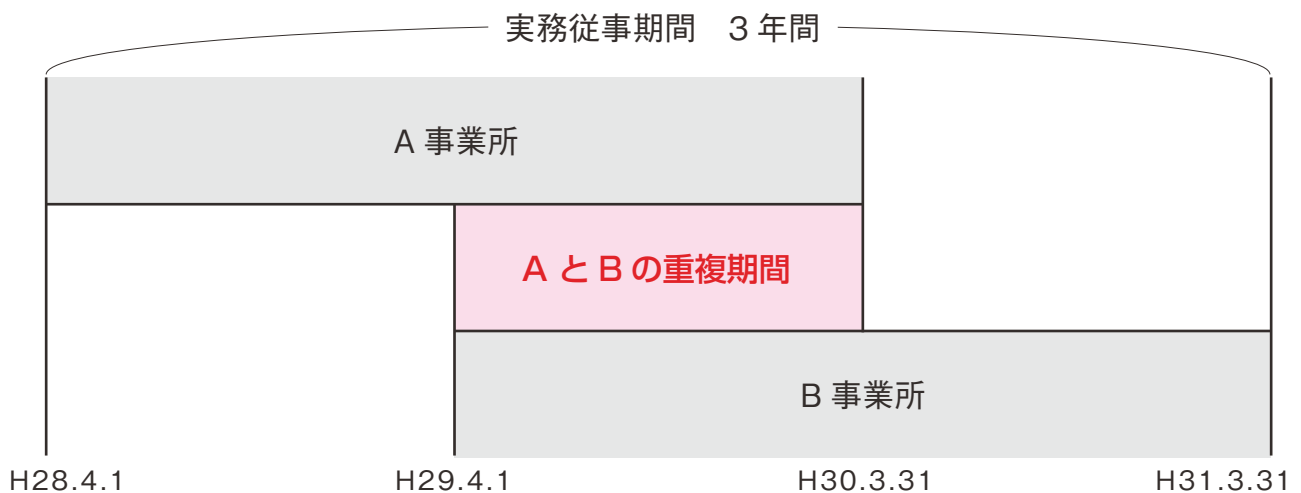 実務従事期間　3年間
A 事業所
A と B の重複期間
B 事業所
H28.4.1
H29.4.1
H30.3.31
H31.3.31